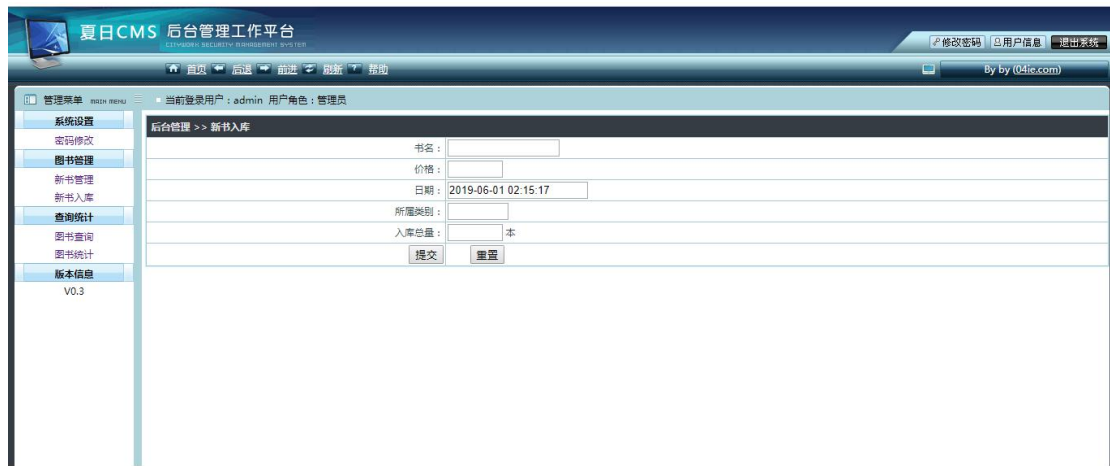 夏日CMS 后台管理工作平台
CITYWORK SECURITY MANAGEMENT SYSTEM
修改密码 用户信息 退出系统
首页 后退 前进 刷新 帮助
By by (04ie.com)
管理菜单 MAIN MENU
当前登录用户：admin 用户角色：管理员
系统设置
密码修改
图书管理
新书管理
新书入库
查询统计
图书查询
图书统计
版本信息
V0.3
后台管理 >> 新书入库
书名：
价格：
日期： 2019-06-01 02:15:17
所属类别：
入库总量： 本
提交 重置